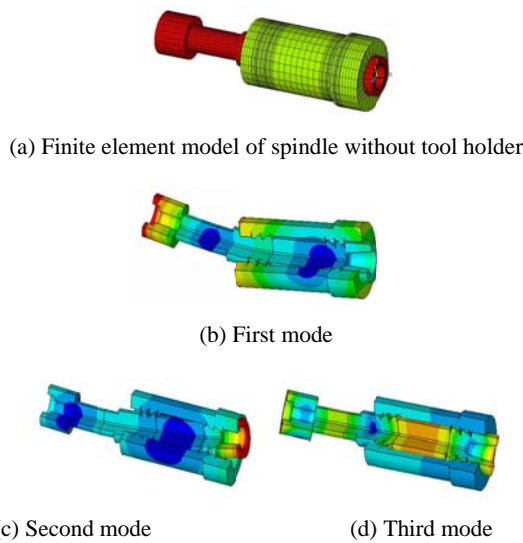 (a) Finite element model of spindle without tool holder
(b) First mode
(c) Second mode
(d) Third mode